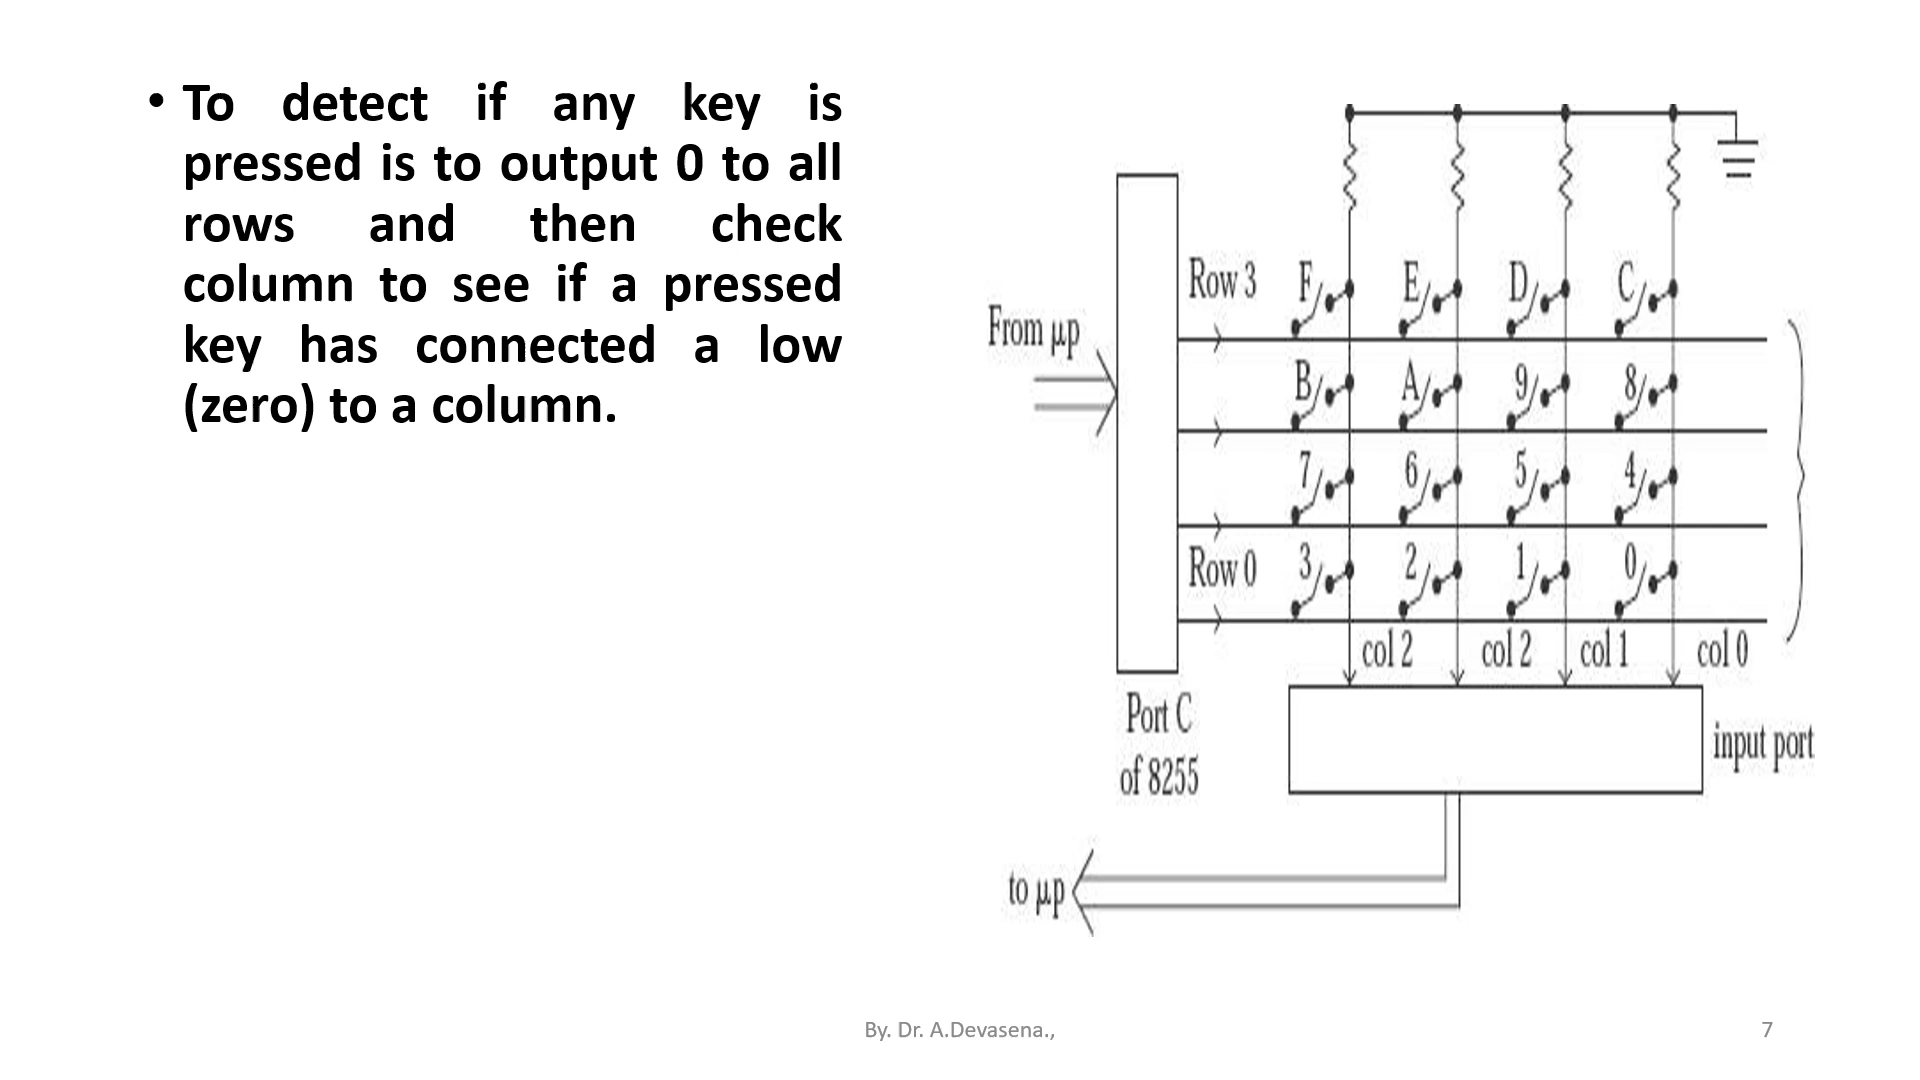 • To detect if any key is
pressed is to output 0 to all
rows and then check
column to see if a pressed
key has connected a low
(zero) to a column.
Row 3 F E D C
From µp
B A 9 8
7 6 5 4
Row 0 3 2 1 0
col 2 col 2 col 1 col 0
Port C
of 8255
input port
to µp
By. Dr. A.Devasena.,
7